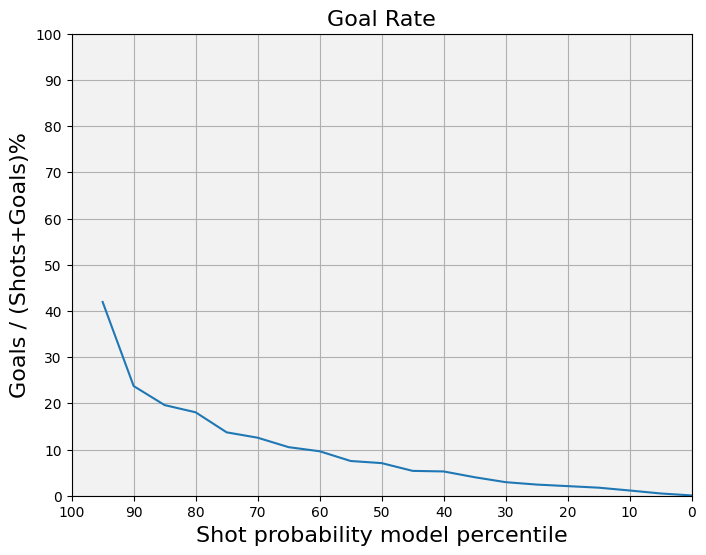 Goal Rate
Goals / (Shots+Goals)%
100
90
80
70
60
50
40
30
20
10
0
100 90 80 70 60 50 40 30 20 10 0
Shot probability model percentile